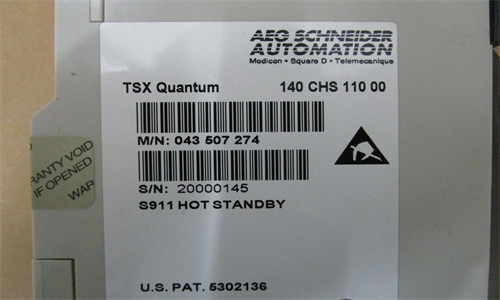 AEG SCHNEIDER
AUTOMATION
Modicon • Square D • Telemecanique
TSX Quantum 140 CHS 110 00
M/N: 043 507 274
S/N: 20000145
S911 HOT STANDBY
U.S. PAT. 5302136
RANTY VOID
IF OPENED
WAR